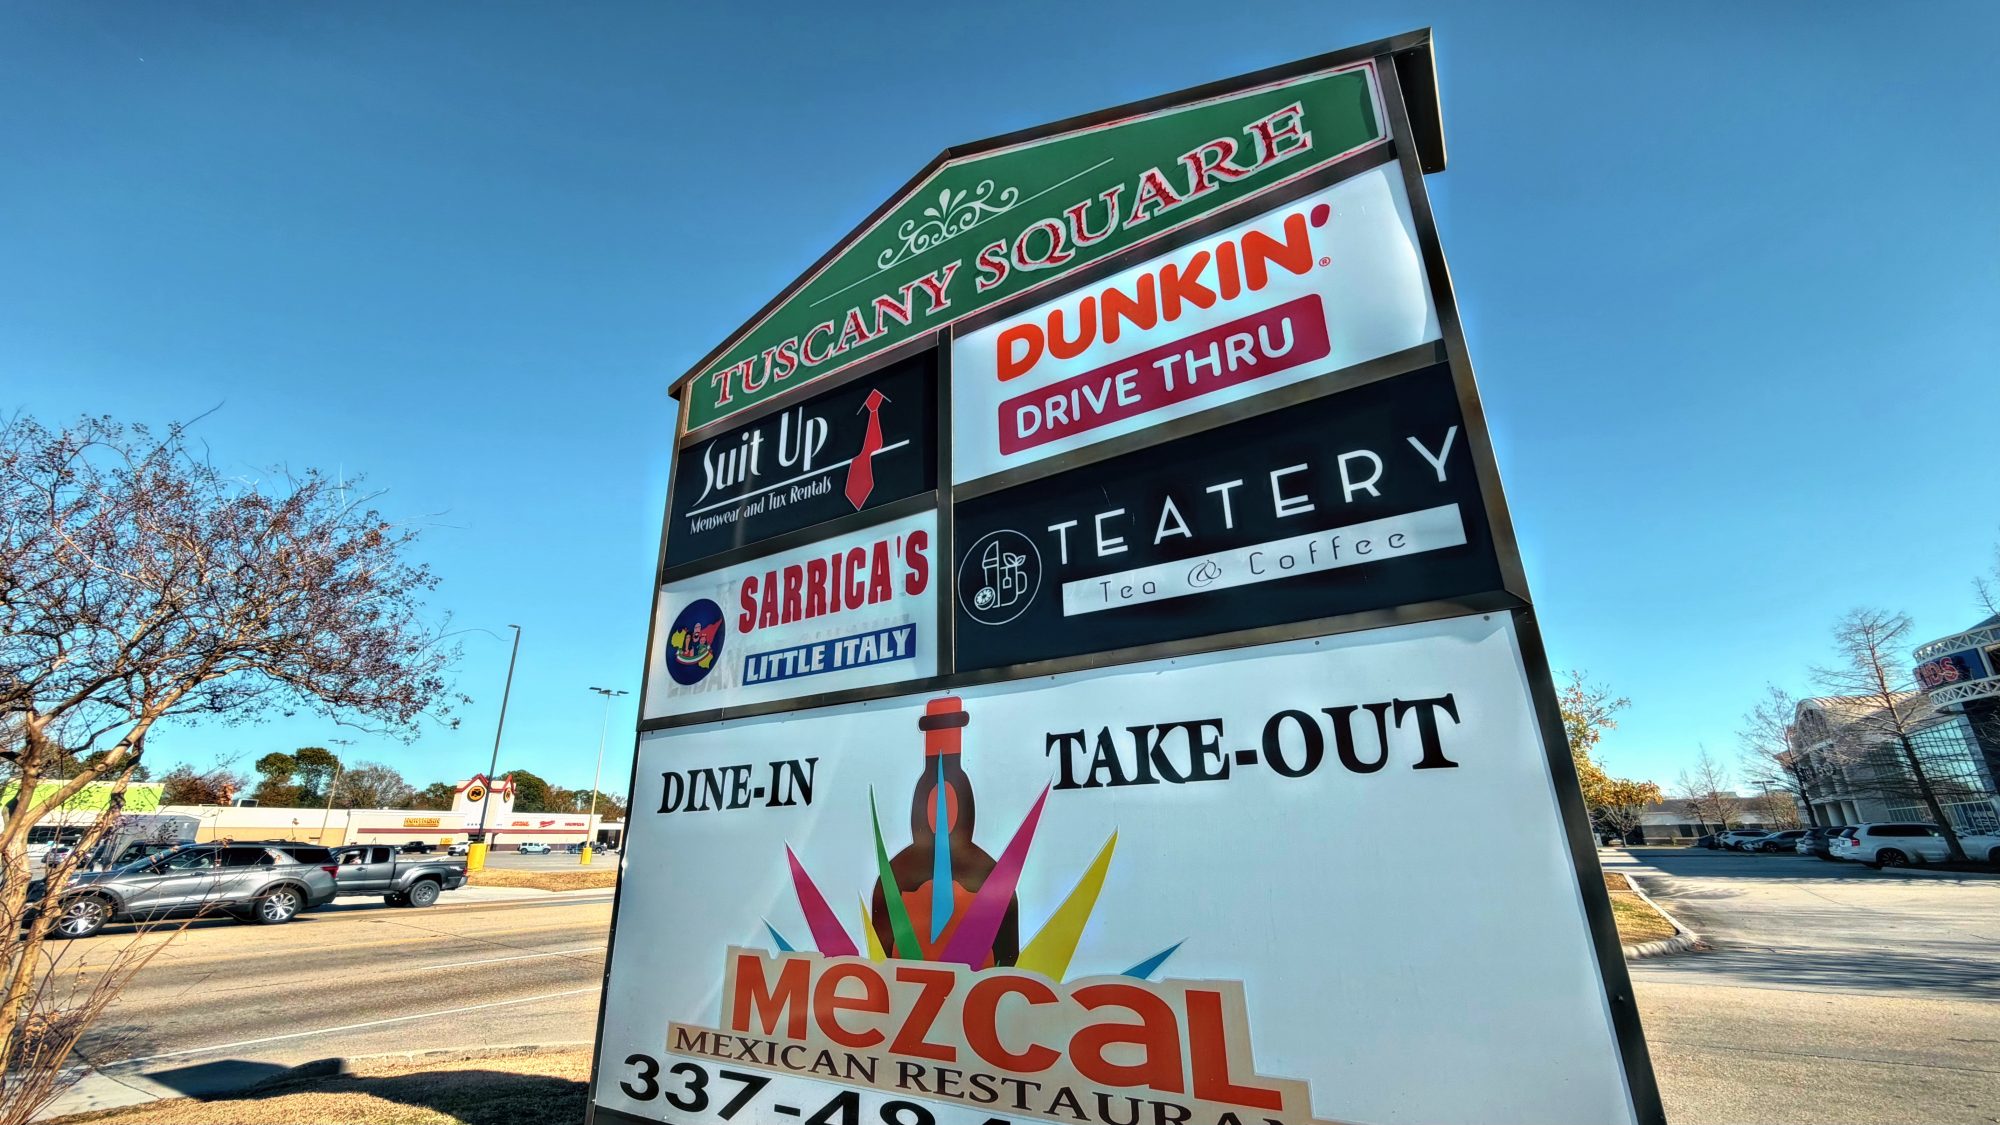 TUSCANY SQUARE
DUNKIN'®
DRIVE THRU
Suit Up
Menswear and Tux Rentals
TEATERY
Tea & Coffee
SARRICA'S
LITTLE ITALY
DINE-IN
TAKE-OUT
MEZCAL
MEXICAN RESTAURA
337-48